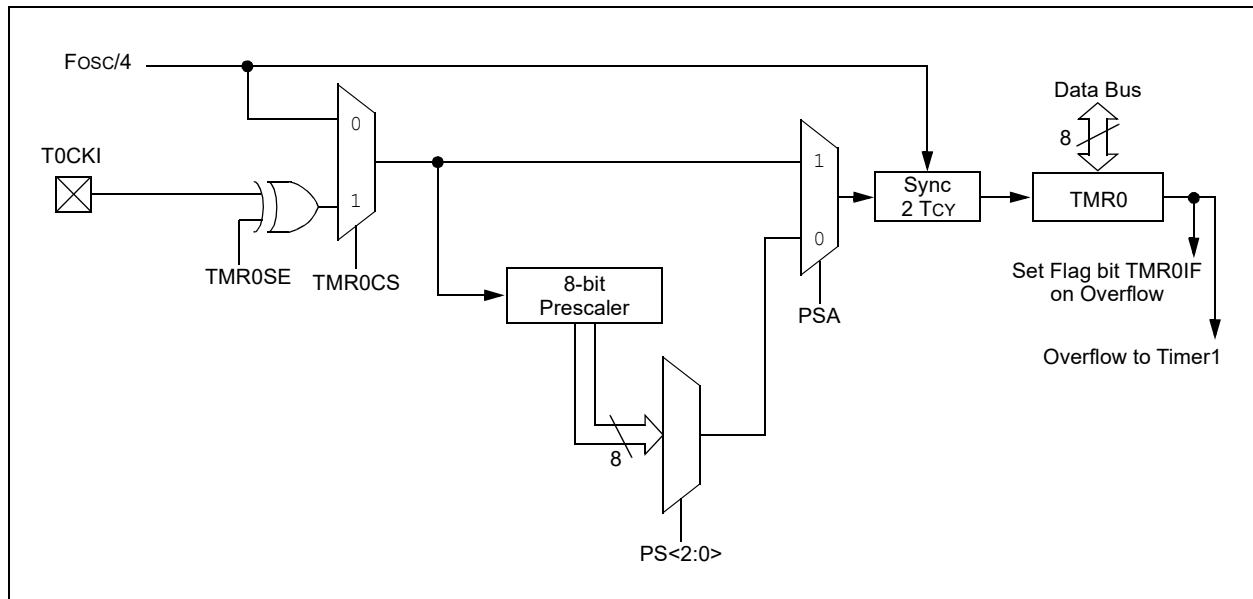 FOSC/4
Data Bus
8
T0CKI
0
1
1
0
Sync
2 TCY
TMR0
TMR0SE
TMR0CS
8-bit
Prescaler
PSA
Set Flag bit TMR0IF
on Overflow
Overflow to Timer1
8
PS<2:0>